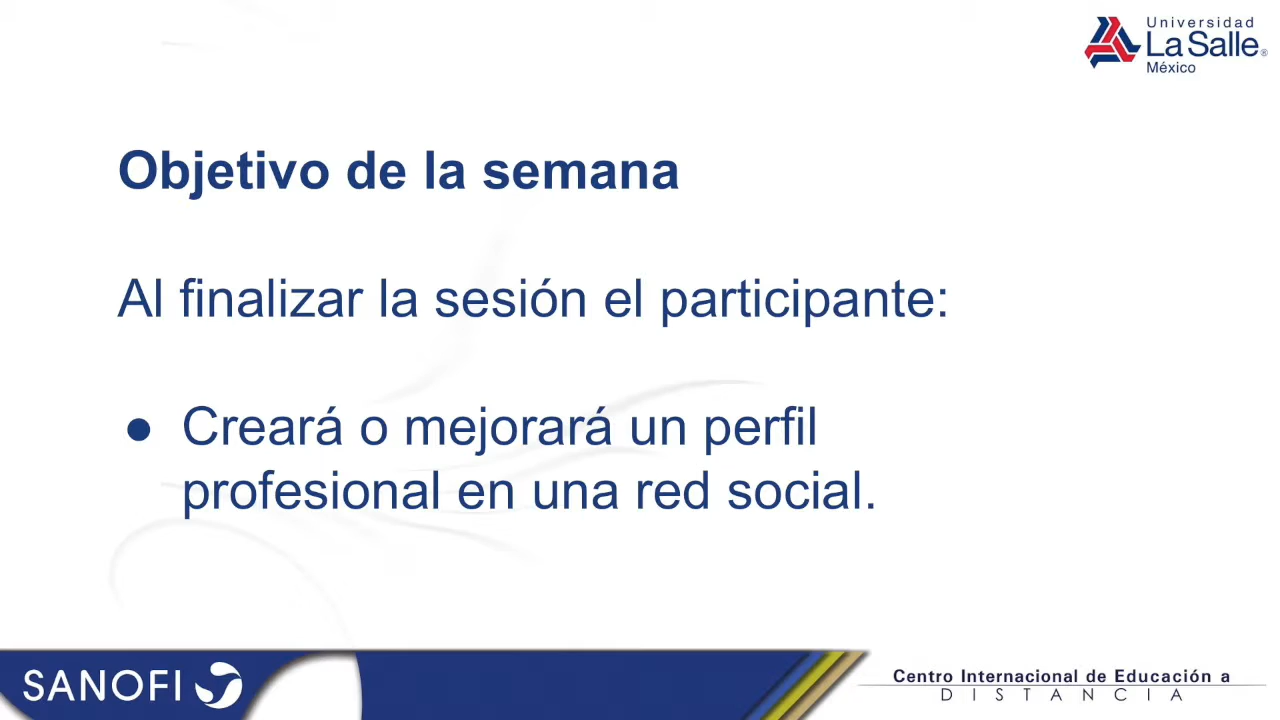 Universidad
La Salle®
México
Objetivo de la semana
Al finalizar la sesión el participante:
● Creará o mejorará un perfil
profesional en una red social.
SANOFI
Centro Internacional de Educación a
DISTANCIA